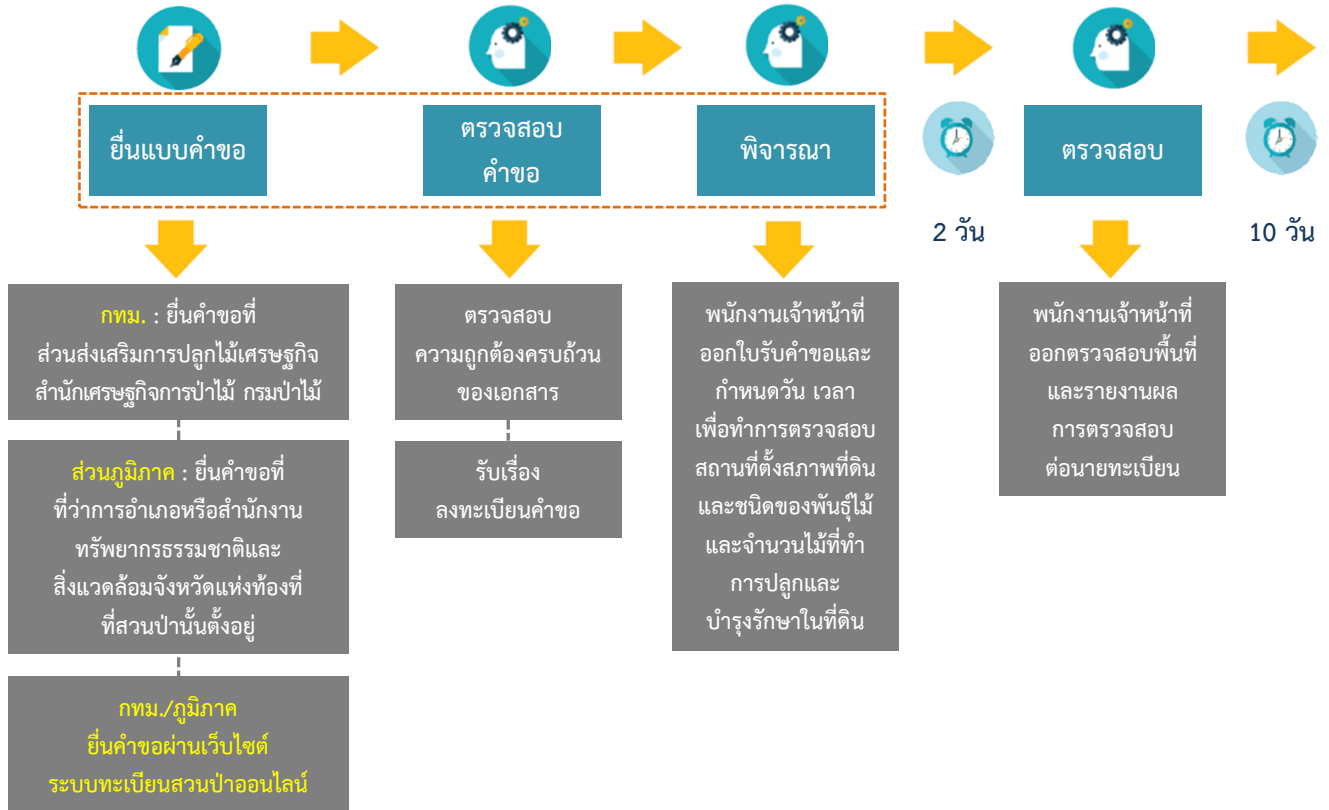 ยื่นแบบคำขอ
ตรวจสอบ
คำขอ
พิจารณา
2 วัน
ตรวจสอบ
10 วัน
กทม. : ยื่นคำขอที่
ส่วนส่งเสริมการปลูกไม้เศรษฐกิจ
สำนักเศรษฐกิจการป่าไม้ กรมป่าไม้
ส่วนภูมิภาค : ยื่นคำขอที่
ที่ว่าการอำเภอหรือสำนักงาน
ทรัพยากรธรรมชาติและ
สิ่งแวดล้อมจังหวัดแห่งท้องที่
ที่สวนป่านั้นตั้งอยู่
กทม./ภูมิภาค
ยื่นคำขอผ่านเว็บไซต์
ระบบทะเบียนสวนป่าออนไลน์
ตรวจสอบ
ความถูกต้องครบถ้วน
ของเอกสาร
รับเรื่อง
ลงทะเบียนคำขอ
พนักงานเจ้าหน้าที่
ออกใบรับคำขอและ
กำหนดวัน เวลา
เพื่อทำการตรวจสอบ
สถานที่ตั้งสภาพที่ดิน
และชนิดของพันธุ์ไม้
และจำนวนไม้ที่ทำ
การปลูกและ
บำรุงรักษาในที่ดิน
พนักงานเจ้าหน้าที่
ออกตรวจสอบพื้นที่
และรายงานผล
การตรวจสอบ
ต่อนายทะเบียน